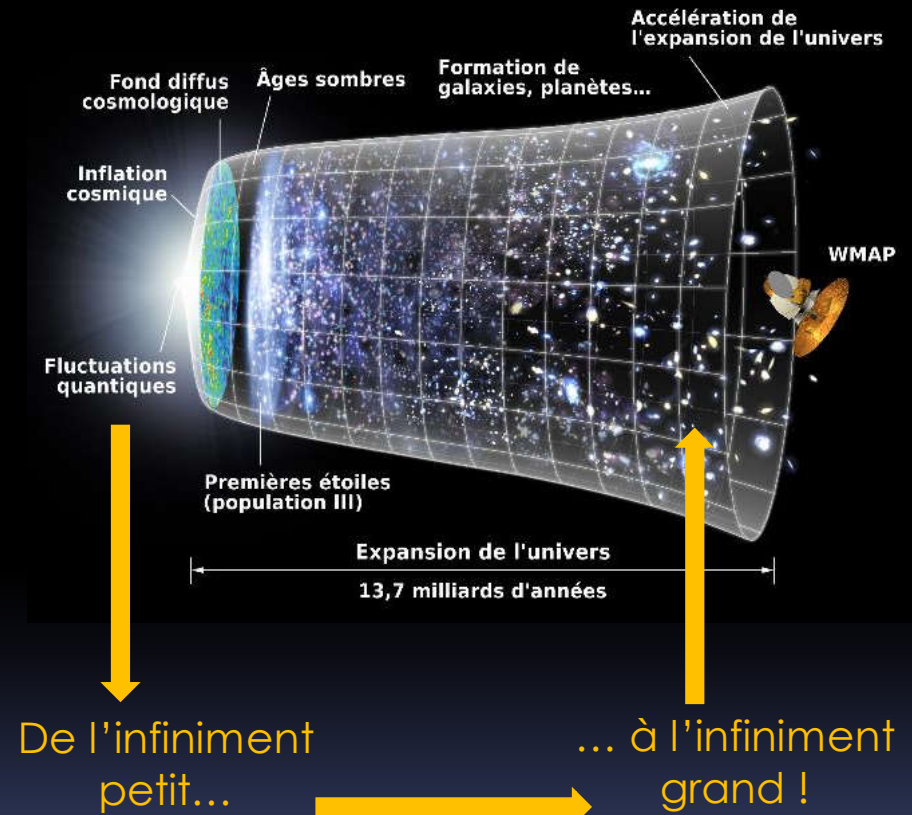 Accélération de
l'expansion de l'univers
Formation de
galaxies, planètes...
Âges sombres
Fond diffus
cosmologique
Inflation
cosmique
WMAP
Fluctuations
quantiques
Premières étoiles
(population III)
Expansion de l'univers
13,7 milliards d'années
De l’infiniment
petit…
… à l’infiniment
grand !